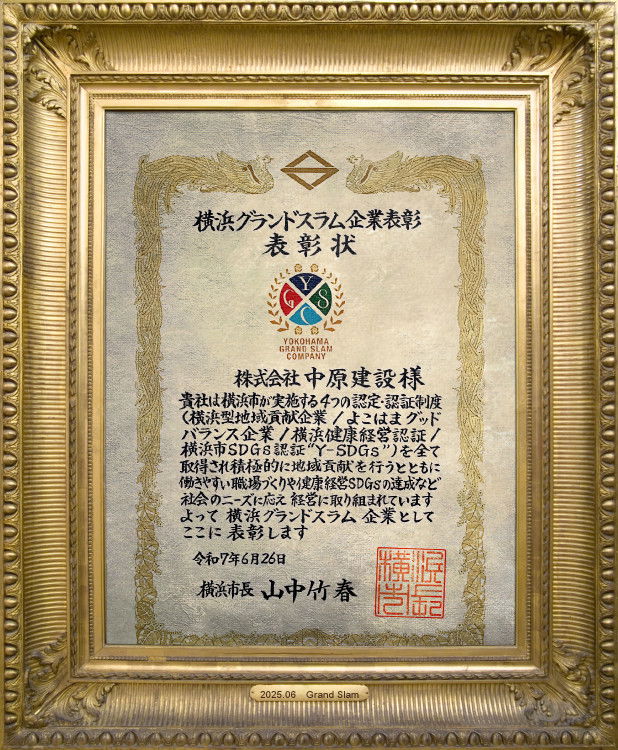 横浜グランドスラム企業表彰
表彰状
Y
G S
C
YOKOHAMA
GRAND SLAM
COMPANY
株式会社 中原建設様
貴社は横浜市が実施する4つの認定・認証制度
(横浜型地域貢献企業/よこはまグッド
バランス企業/横浜健康経営認証/
横浜市SDGs認証“Y-SDGs”)を全て
取得され積極的に地域貢献を行うとともに
働きやすい職場づくりや健康経営SDGsの達成など
社会のニーズに応え経営に取り組まれています
よって横浜グランドスラム企業として
ここに表彰します
令和7年6月26日
横浜市長 山中竹春
横浜市長印
2025.06 Grand Slam